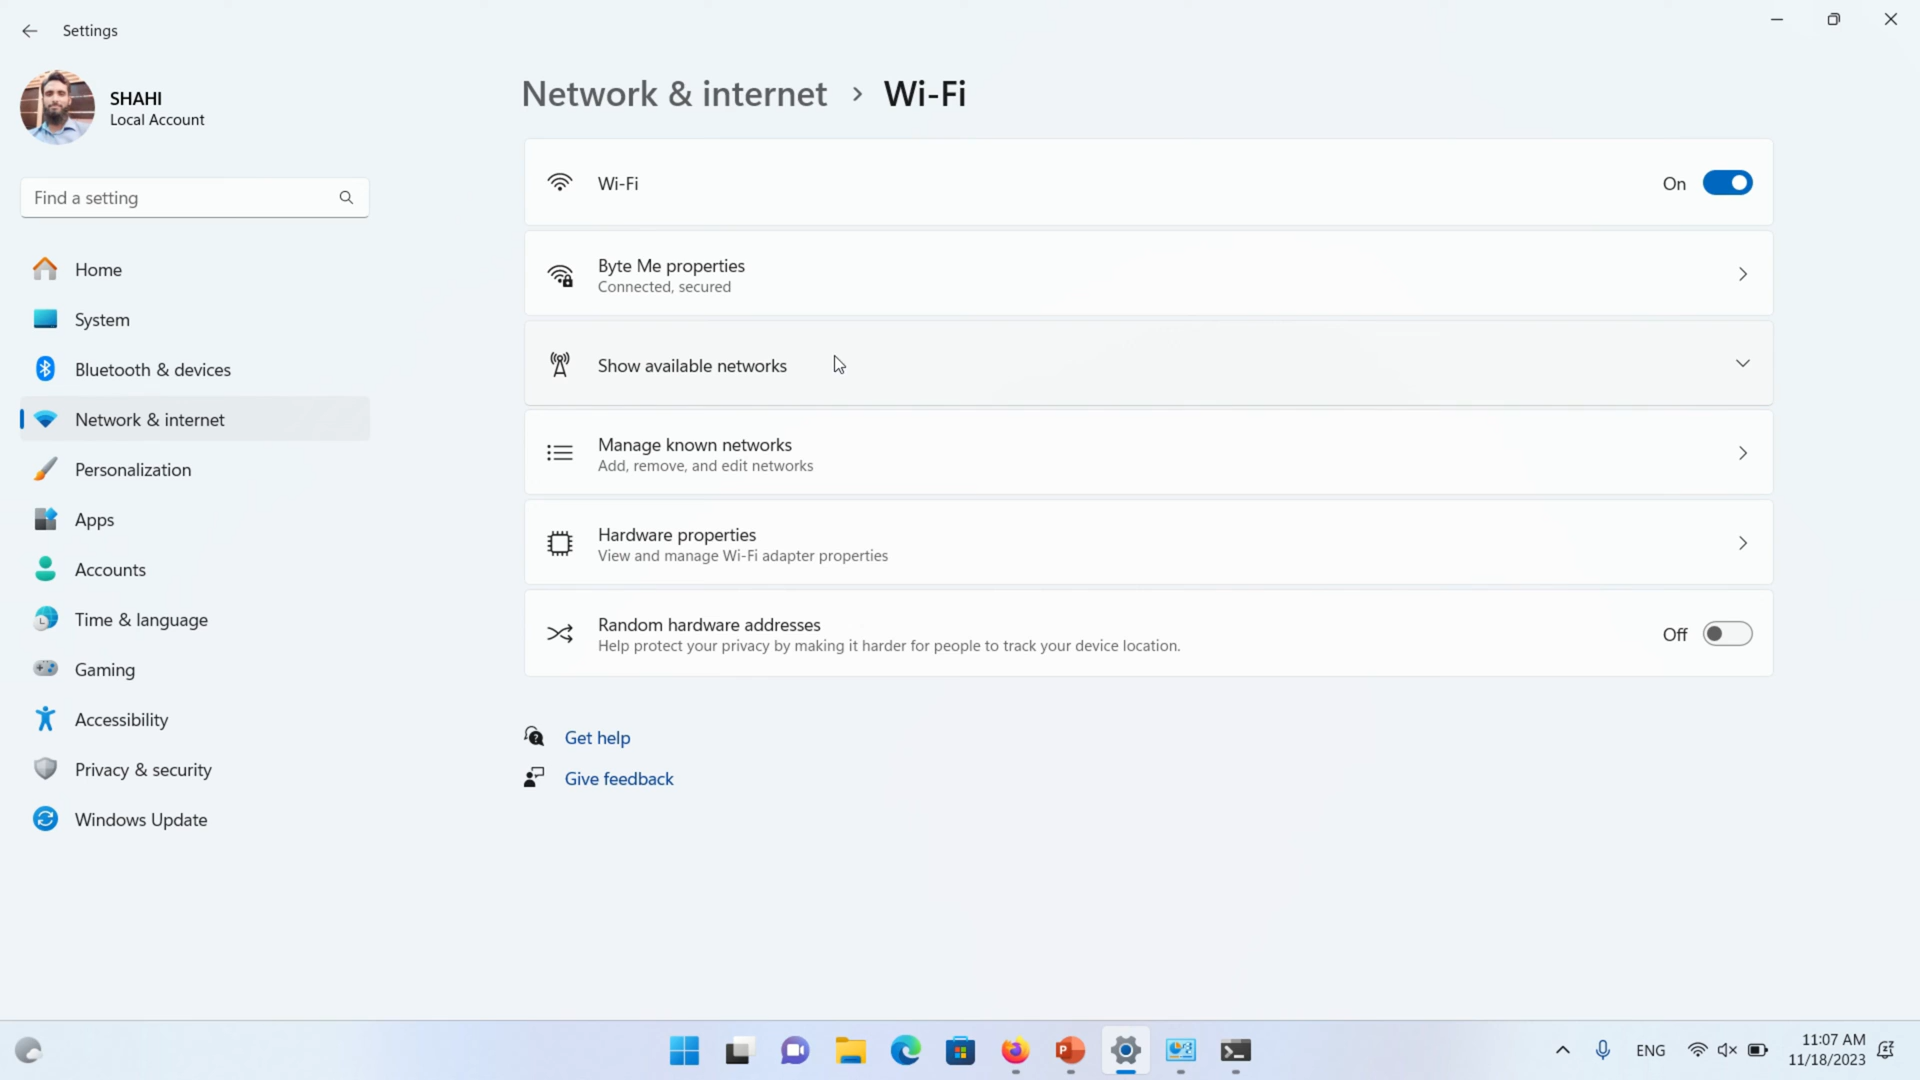 Settings
SHAHI
Local Account
Find a setting
Home
System
Bluetooth & devices
Network & internet
Personalization
Apps
Accounts
Time & language
Gaming
Accessibility
Privacy & security
Windows Update
Network & internet > Wi-Fi
Wi-Fi
On
Byte Me properties
Connected, secured
Show available networks
Manage known networks
Add, remove, and edit networks
Hardware properties
View and manage Wi-Fi adapter properties
Random hardware addresses
Help protect your privacy by making it harder for people to track your device location.
Off
Get help
Give feedback
ENG
11:07 AM
11/18/2023